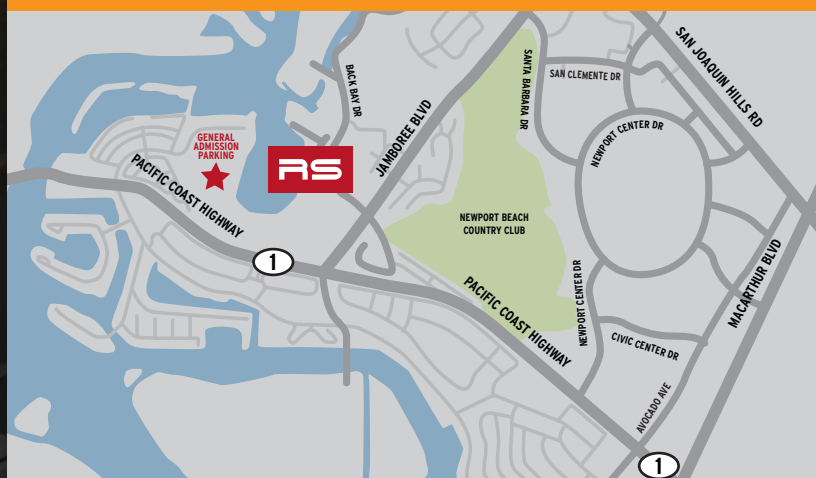 SAN JOAQUIN HILLS RD
SANTA BARBARA DR
SAN CLEMENTE DR
BACK BAY DR
JAMBOREE BLVD
NEWPORT CENTER DR
GENERAL
ADMISSION
PARKING
RS
PACIFIC COAST HIGHWAY
NEWPORT BEACH
COUNTRY CLUB
1
MACARTHUR BLVD
NEWPORT CENTER DR
PACIFIC COAST HIGHWAY
CIVIC CENTER DR
AVOCADO AVE
1